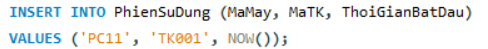 INSERT INTO PhienSuDung (MaMay, MaTK, ThoiGianBatDau)
VALUES ('PC11', 'TK001', NOW());